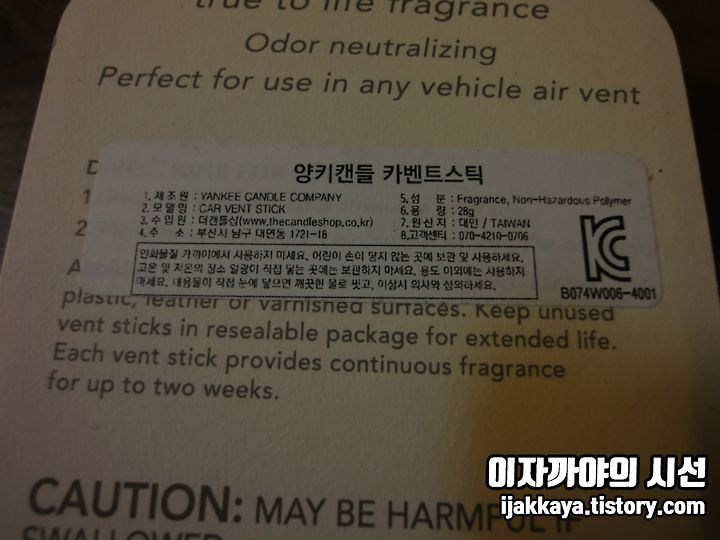 true to life fragrance
Odor neutralizing
Perfect for use in any vehicle air vent
양키캔들 카벤트스틱
1. 제조원 : YANKEE CANDLE COMPANY
2. 모델명 : CAR VENT STICK
3. 수입원 : 더캔들심(www.thecandleshop.co,kr)
4. 주 소 : 부산시 남구 대연동 1721-18
5. 성 분 : Fragrance, Non-Hazardous Polymer
6. 용 량 : 28g
7. 원산지 : 대만 / TAIWAN
8. 고객센터 : 070-4210-0706
인화물질 가까이에서 사용하지 마세요. 어린이 손이 닿지 않는 곳에 보관 및 사용하세요.
고온 및 저온의 장소 일광이 직접 닿는 곳에는 보관하지 마세요. 용도 이외에는 사용하지
마세요. 내용물이 직접 눈에 닿으면 깨끗한 물로 씻고, 이상시 의사와 상의하세요.
B074W006-4001
plastic, leather or varnished surfaces. Keep unused
vent sticks in resealable package for extended life.
Each vent stick provides continuous fragrance
for up to two weeks.
CAUTION: MAY BE HARMFUL IF
SWALLOWED
이자까야의 시선
ijakkaya.tistory.com